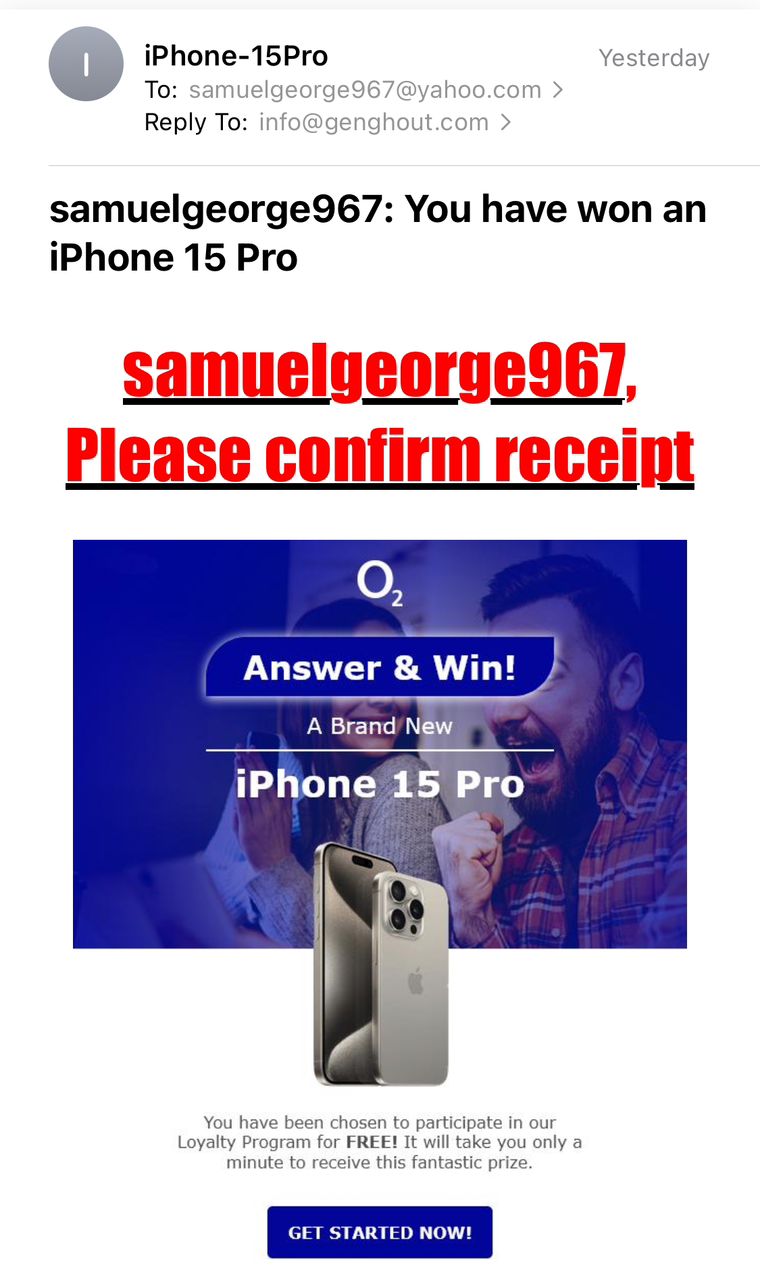 I
iPhone-15Pro
Yesterday
To: samuelgeorge967@yahoo.com >
Reply To: info@genghout.com >
samuelgeorge967: You have won an
iPhone 15 Pro
samuelgeorge967,
Please confirm receipt
O₂
Answer & Win!
A Brand New
iPhone 15 Pro
You have been chosen to participate in our
Loyalty Program for FREE! It will take you only a
minute to receive this fantastic prize.
GET STARTED NOW!